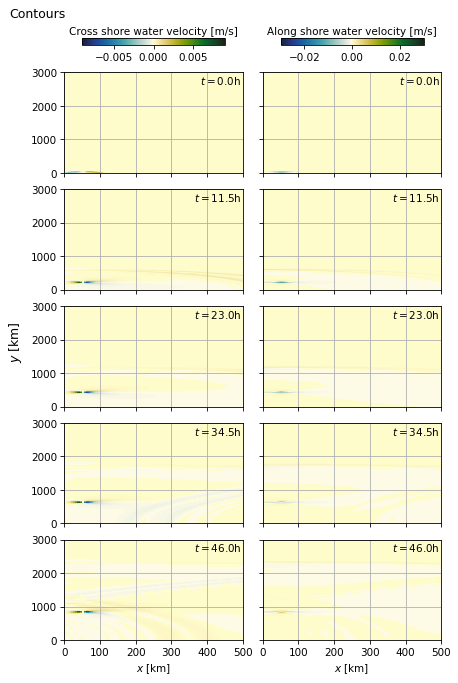 Contours
Cross shore water velocity [m/s]
Along shore water velocity [m/s]
−0.005 0.000 0.005
−0.02 0.00 0.02
3000
2000
1000
0
t = 0.0h
t = 0.0h
3000
2000
1000
0
t = 11.5h
t = 11.5h
3000
2000
1000
0
t = 23.0h
t = 23.0h
y [km]
3000
2000
1000
0
t = 34.5h
t = 34.5h
3000
2000
1000
0
t = 46.0h
t = 46.0h
0 100 200 300 400 500
0 100 200 300 400 500
x [km]
x [km]